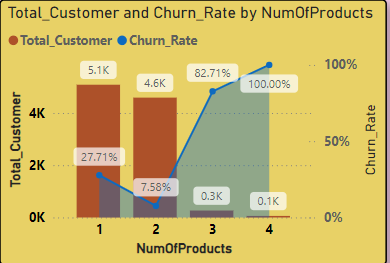 Total_Customer and Churn_Rate by NumOfProducts
Total_Customer Churn_Rate
5.1K
4.6K
82.71%
100.00%
27.71%
7.58%
0.3K
0.1K
4K
2K
0K
100%
50%
0%
Total_Customer
Churn_Rate
1 2 3 4
NumOfProducts